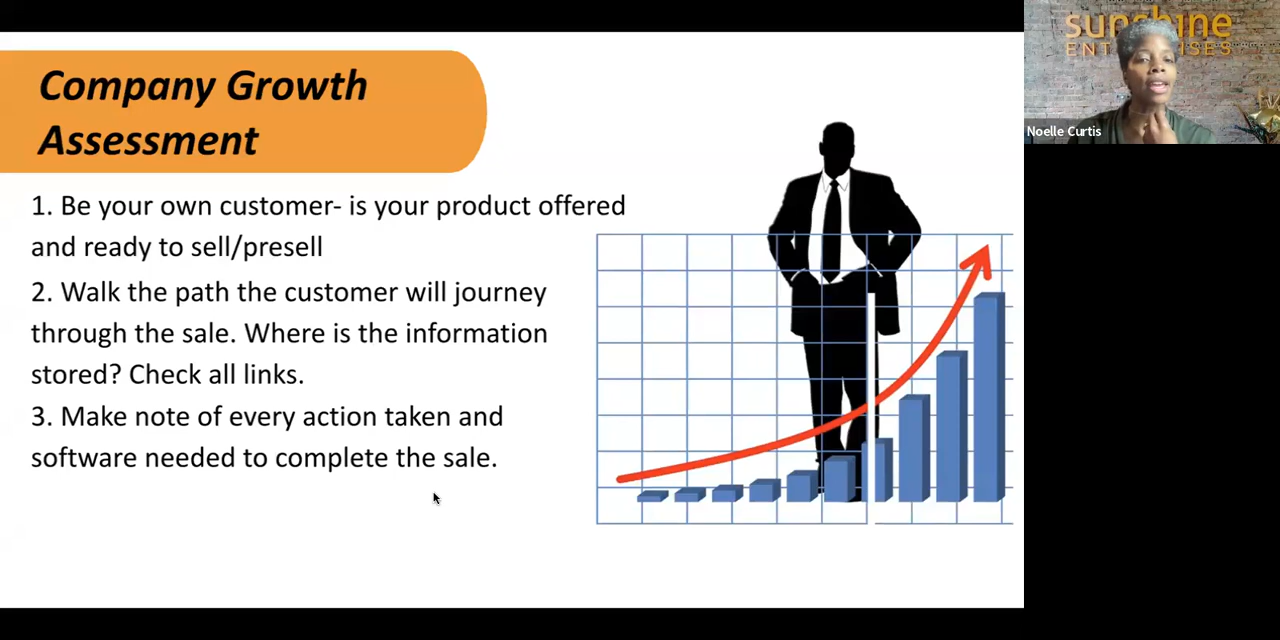 Company Growth
Assessment
1. Be your own customer- is your product offered
and ready to sell/presell
2. Walk the path the customer will journey
through the sale. Where is the information
stored? Check all links.
3. Make note of every action taken and
software needed to complete the sale.
sunshine
ENTERPRISES
Noelle Curtis